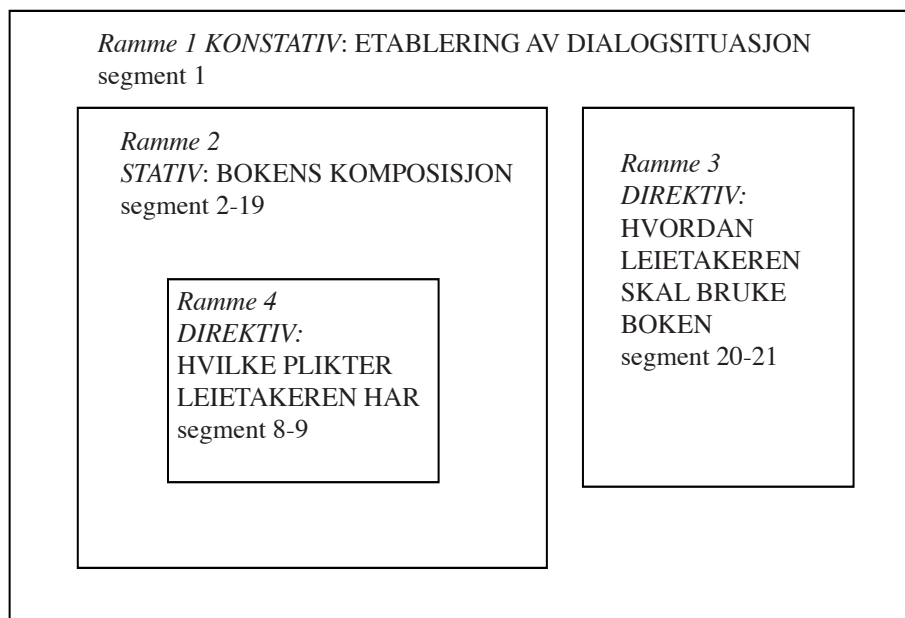 Ramme 1 KONSTATIV: ETABLERING AV DIALOGSITUASJON
segment 1
Ramme 2
STATIV: BOKENS KOMPOSISJON
segment 2-19
Ramme 4
DIREKTIV:
HVILKE PLIKTER
LEIETAKEREN HAR
segment 8-9
Ramme 3
DIREKTIV:
HVORDAN
LEIETAKEREN
SKAL BRUKE
BOKEN
segment 20-21